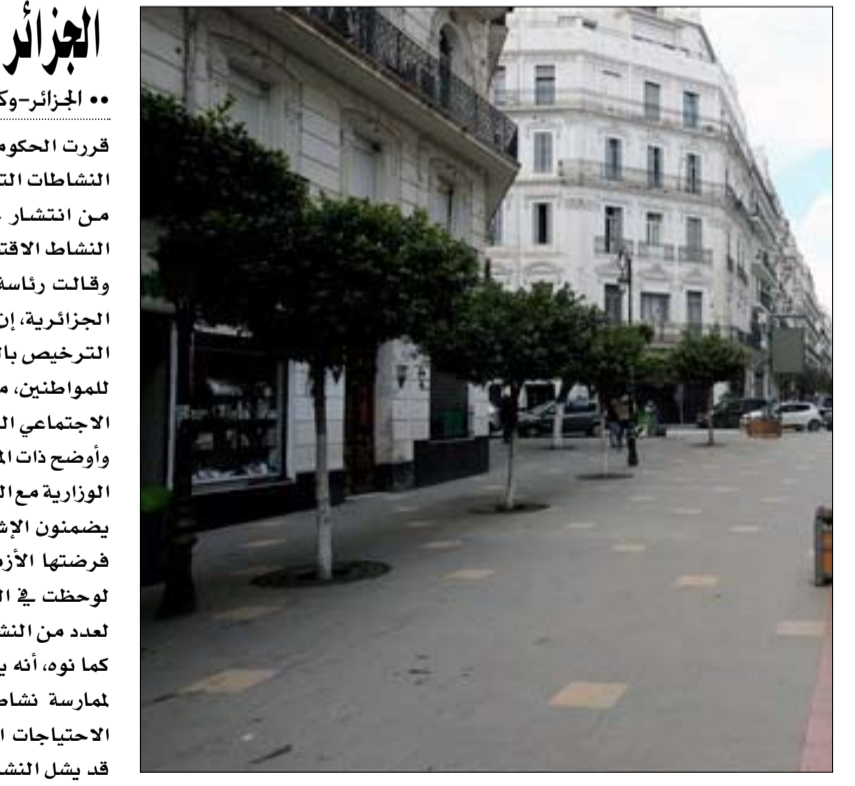 الجزائر
•• الجزائر-وكا
قررت الحكوم
النشاطات الت
من انتشار
النشاط الاقت
وقالت رئاسة
الجزائرية، إن
الترخيص بال
للمواطنين، م
الاجتماعي ال
وأوضح ذات الم
الوزارية مع ال
يضمنون الإش
فرضتها الأزم
لوحظت في ال
لعدد من النش
كما نوه، أنه ي
لممارسة نشاط
الاحتياجات ا
قد يشل النش